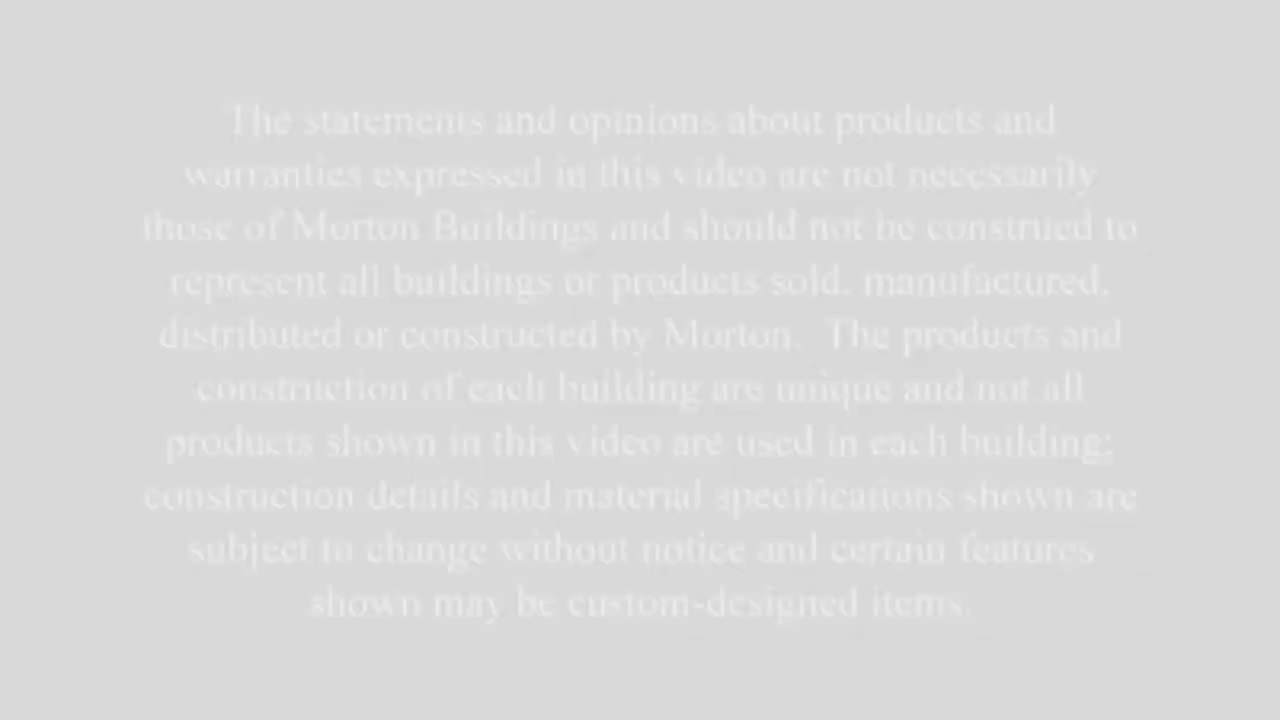 The statements and opinions about products and
warranties expressed in this video are not necessarily
those of Morton Buildings and should not be construed to
represent all buildings or products sold, manufactured,
distributed or constructed by Morton.  The products and
construction of each building are unique and not all
products shown in this video are used in each building;
construction details and material specifications shown are
subject to change without notice and certain features
shown may be custom-designed items.